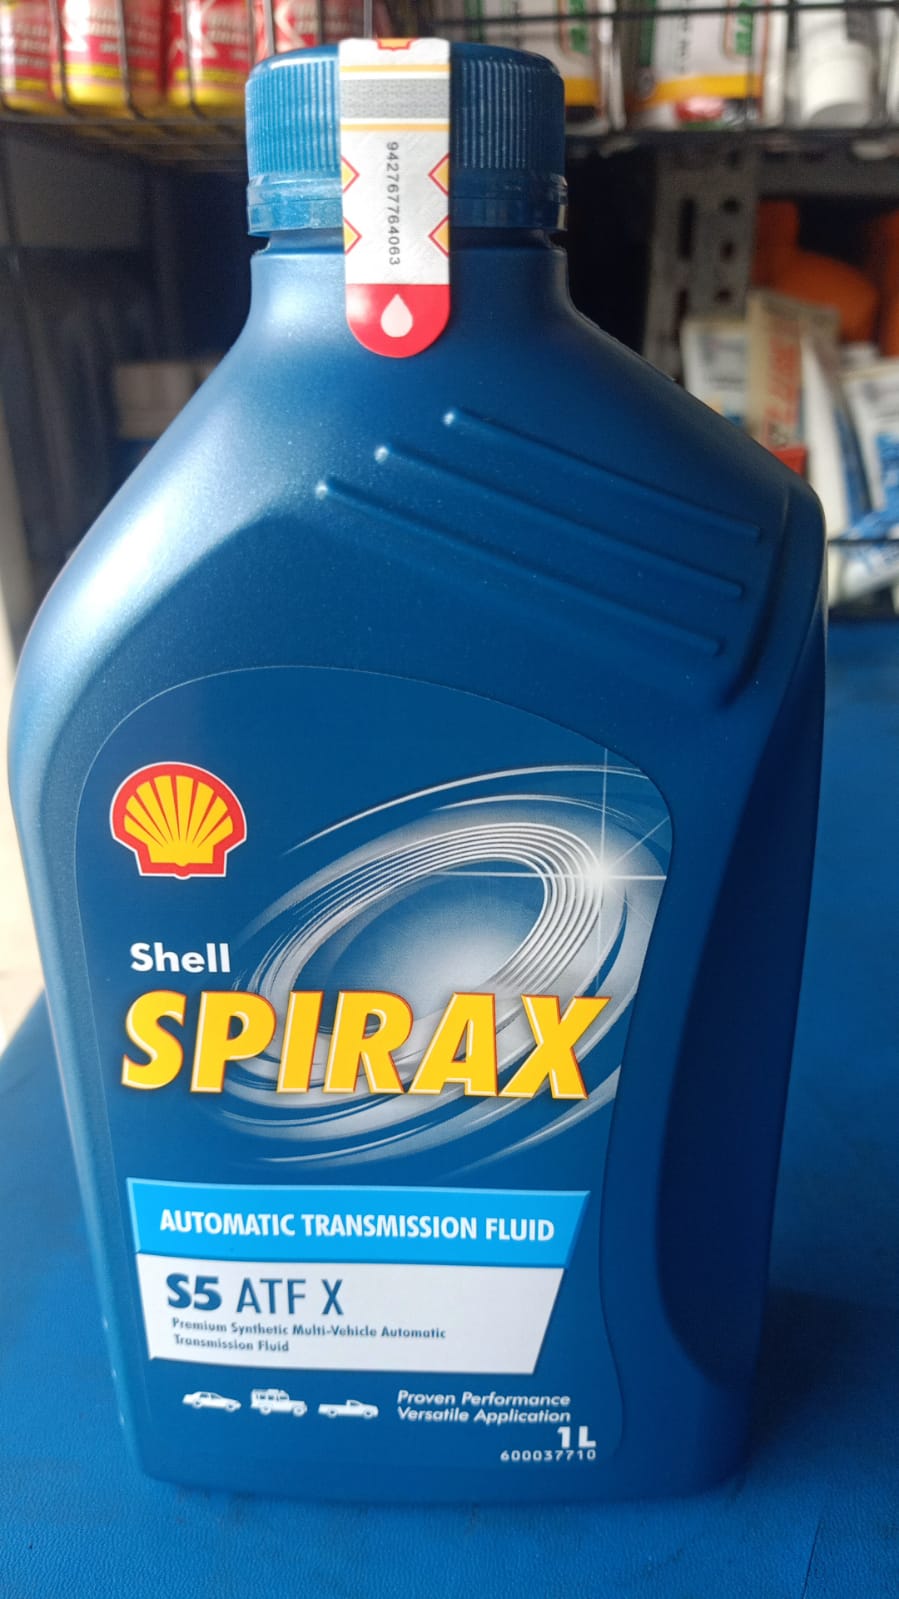 942767764063
Shell
SPIRAX
AUTOMATIC TRANSMISSION FLUID
S5 ATF X
Premium Synthetic Multi-Vehicle Automatic
Transmission Fluid
Proven Performance
Versatile Application
1L
600037710